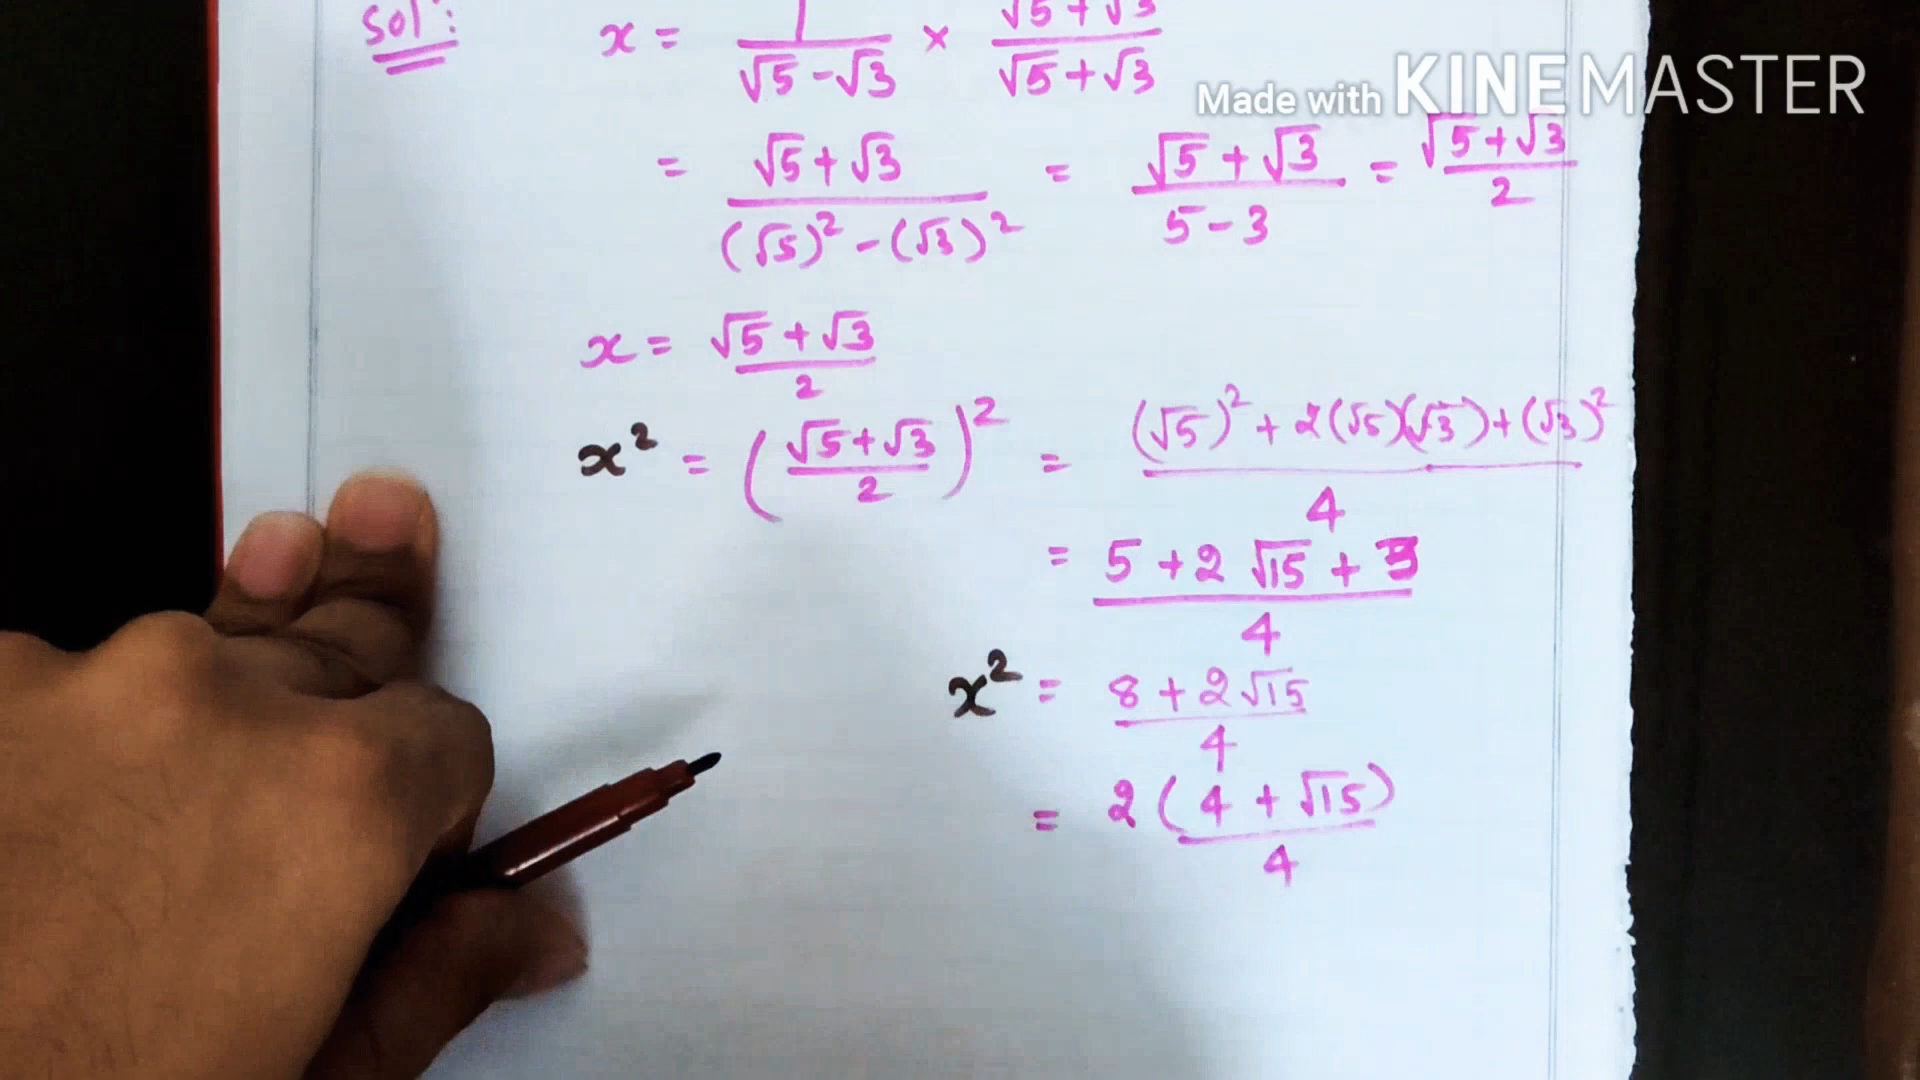 Sol: x = 1/(√5-√3) × (√5+√3)/(√5+√3)
Made with KINEMASTER
= (√5+√3)/((√5)²-(√3)²) = (√5+√3)/(5-3) = (√5+√3)/2
x = (√5+√3)/2
x² = ((√5+√3)/2)² = ((√5)²+2(√5)(√3)+(√3)²)/4
= (5+2√15+3)/4
x² = (8+2√15)/4
= 2(4+√15)/4